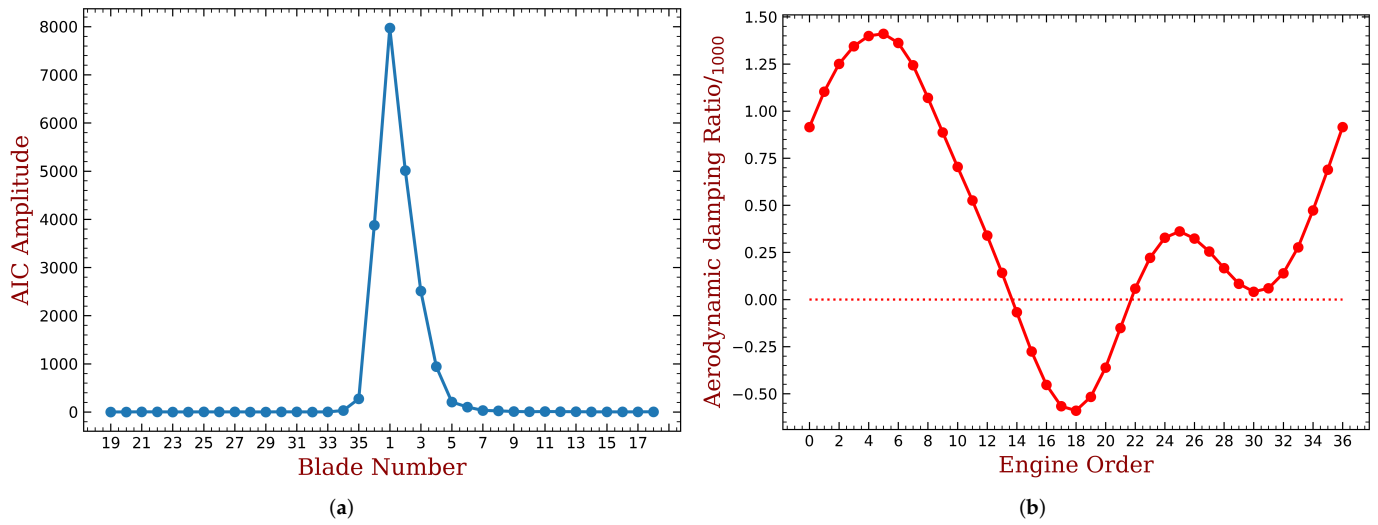 8000
7000
6000
5000
4000
3000
2000
1000
0
AIC Amplitude
19 21 23 25 27 29 31 33 35 1 3 5 7 9 11 13 15 17
Blade Number
(a)
1.50
1.25
1.00
0.75
0.50
0.25
0.00
−0.25
−0.50
Aerodynamic damping Ratio/1000
0 2 4 6 8 10 12 14 16 18 20 22 24 26 28 30 32 34 36
Engine Order
(b)